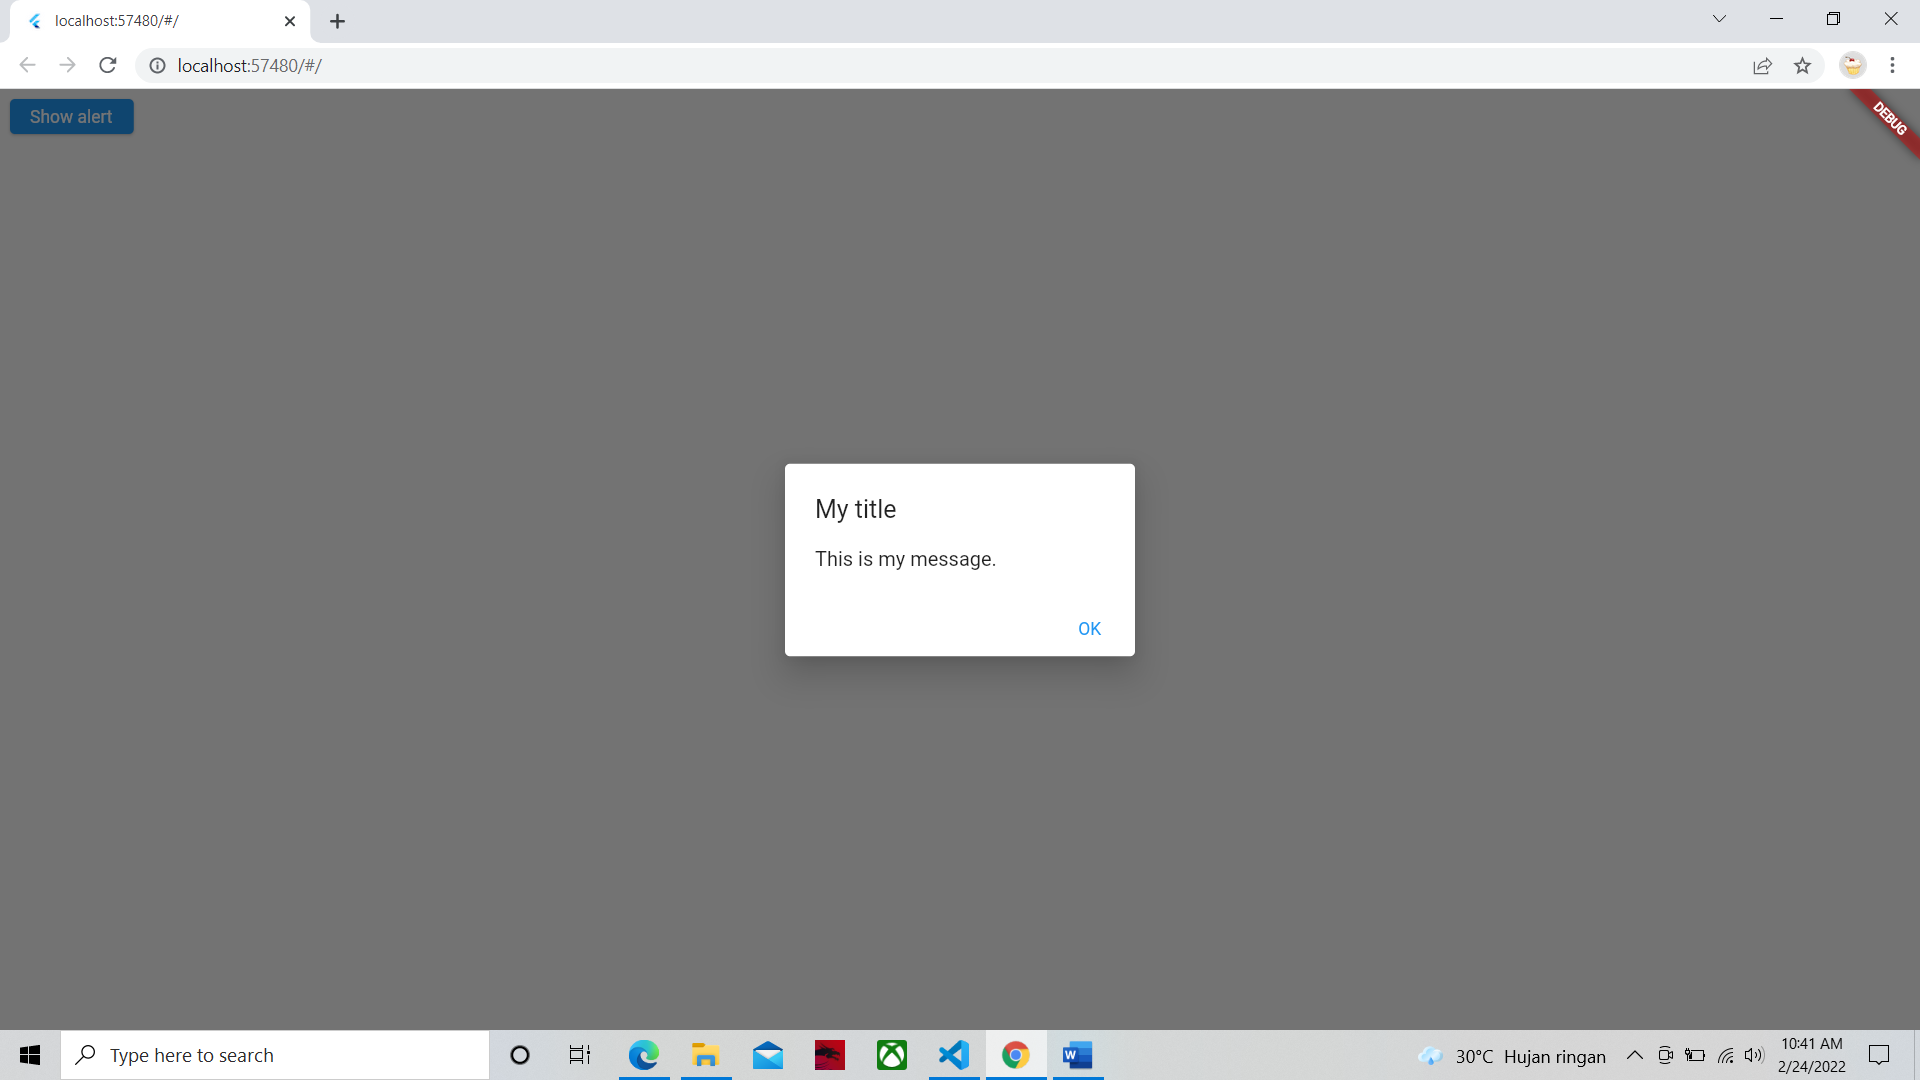 localhost:57480/#/
localhost:57480/#/
Show alert
DEBUG
My title
This is my message.
OK
Type here to search
W
30°C Hujan ringan
10:41 AM
2/24/2022